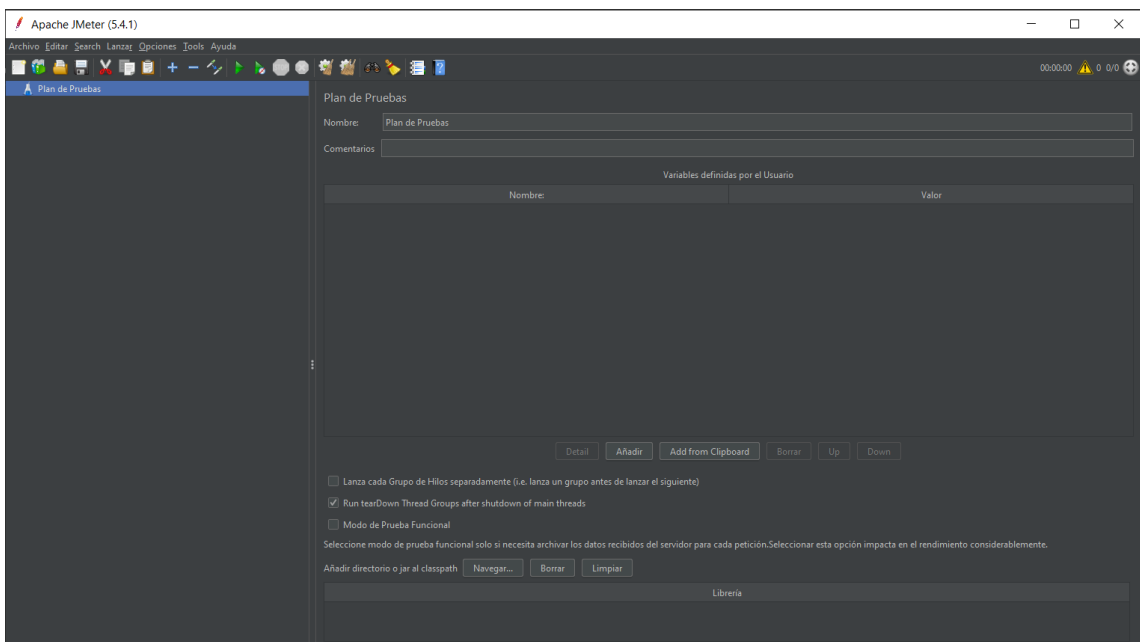 Apache JMeter (5.4.1)
Archivo Editar Search Lanzar Opciones Tools Ayuda
00:00:00 0 0/0
Plan de Pruebas
Plan de Pruebas
Nombre: Plan de Pruebas
Comentarios
Variables definidas por el Usuario
Nombre: Valor
Detail Añadir Add from Clipboard Borrar Up Down
Lanza cada Grupo de Hilos separadamente (i.e. lanza un grupo antes de lanzar el siguiente)
Run tearDown Thread Groups after shutdown of main threads
Modo de Prueba Funcional
Seleccione modo de prueba funcional solo si necesita archivar los datos recibidos del servidor para cada petición.Seleccionar esta opción impacta en el rendimiento considerablemente.
Añadir directorio o jar al classpath Navegar... Borrar Limpiar
Librería